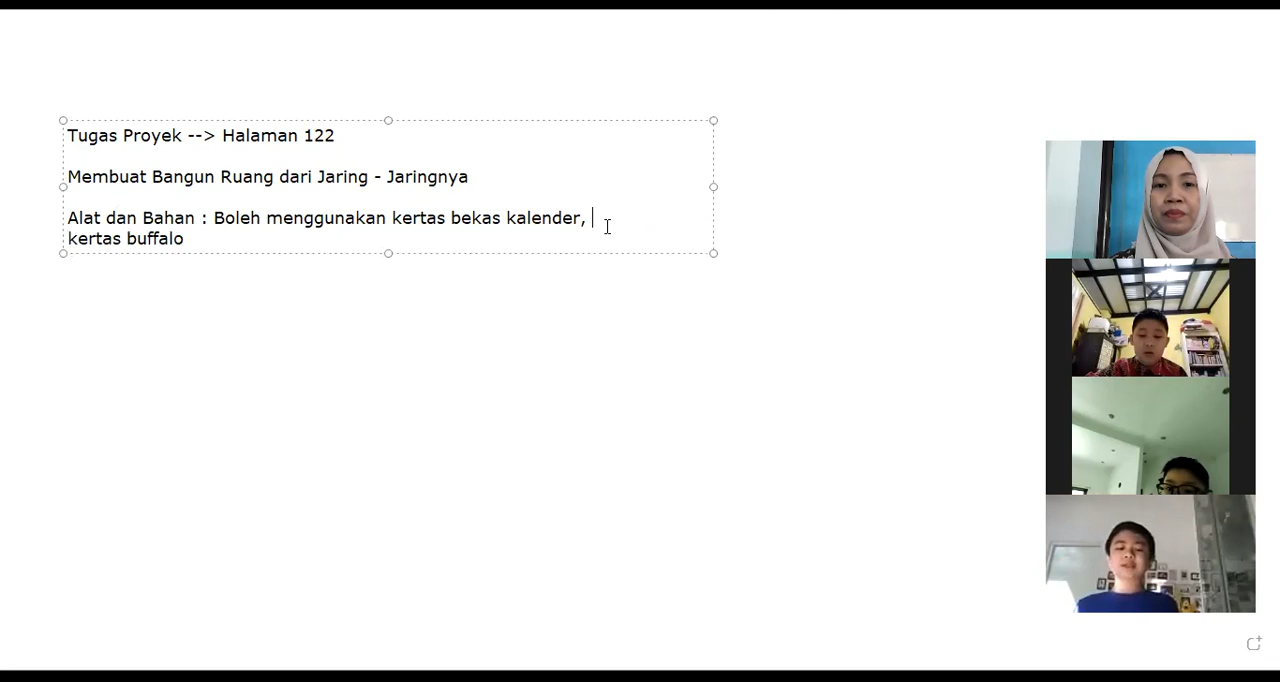 Tugas Proyek --> Halaman 122
Membuat Bangun Ruang dari Jaring - Jaringnya
Alat dan Bahan : Boleh menggunakan kertas bekas kalender,
kertas buffalo